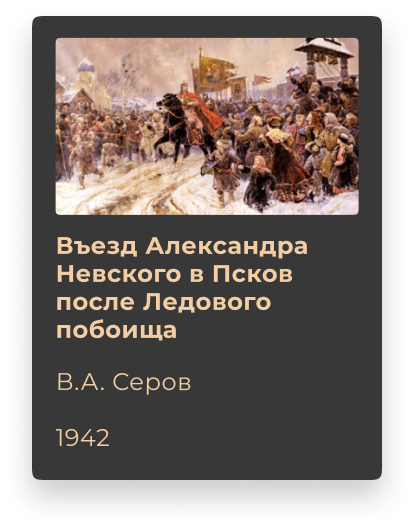 Въезд Александра
Невского в Псков
после Ледового
побоища
В.А. Серов
1942